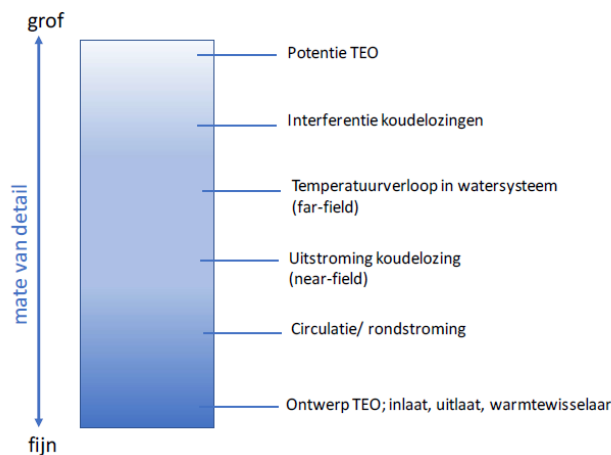 grof
Potentie TEO
Interferentie koudelozingen
Temperatuurverloop in watersysteem
(far-field)
mate van detail
Uitstroming koudelozing
(near-field)
Circulatie/ rondstroming
Ontwerp TEO; inlaat, uitlaat, warmtewisselaar
fijn